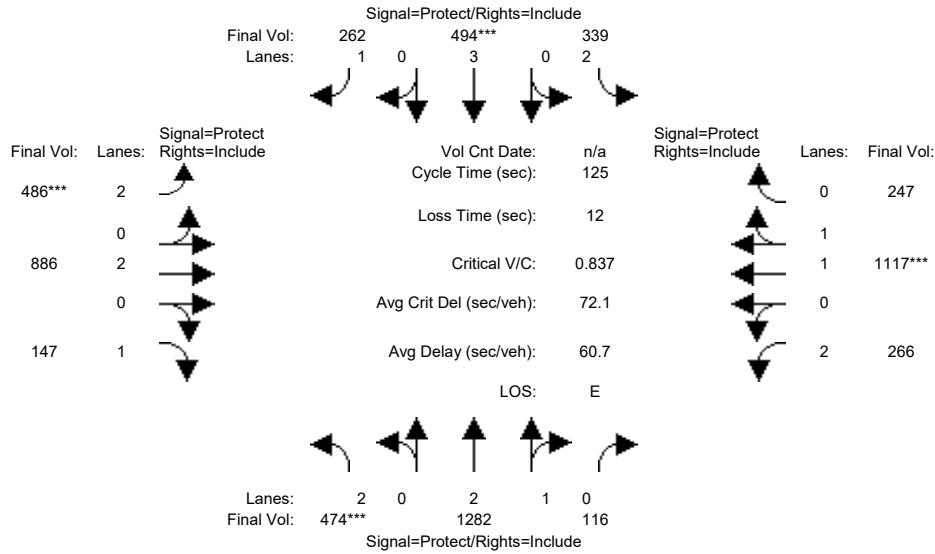 Signal=Protect/Rights=Include
Final Vol: 262 494*** 339
Lanes: 1 0 3 0 2
Signal=Protect Signal=Protect
Final Vol: Lanes: Rights=Include Vol Cnt Date: n/a Rights=Include Lanes: Final Vol:
Cycle Time (sec): 125
486*** 2 0 247
Loss Time (sec): 12
0 1
886 2 Critical V/C: 0.837 1 1117***
0 Avg Crit Del (sec/veh): 72.1 0
147 1 Avg Delay (sec/veh): 60.7 2 266
LOS: E
Lanes: 2 0 2 1 0
Final Vol: 474*** 1282 116
Signal=Protect/Rights=Include